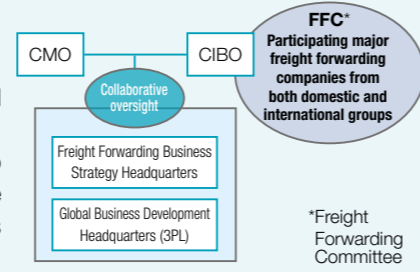 CMO
CIBO
FFC*
Participating major
freight forwarding
companies from
both domestic and
international groups
Collaborative
oversight
Freight Forwarding Business
Strategy Headquarters
Global Business Development
Headquarters (3PL)
*Freight
Forwarding
Committee